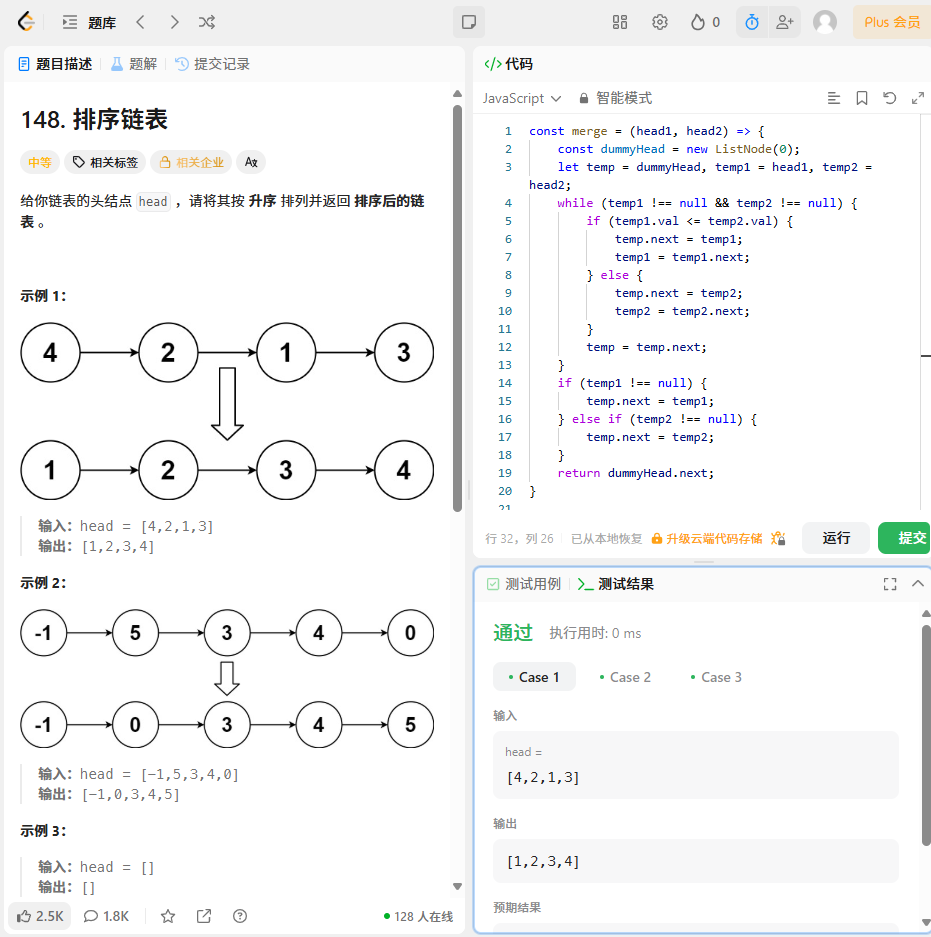 题库
0
Plus 会员
题目描述
题解
提交记录
148. 排序链表
中等
相关标签
相关企业
给你链表的头结点 head ，请将其按 升序 排列并返回 排序后的链
表 。
示例 1：
4
2
1
3
1
2
3
4
输入：head = [4,2,1,3]
输出：[1,2,3,4]
示例 2：
-1
5
3
4
0
-1
0
3
4
5
输入：head = [-1,5,3,4,0]
输出：[-1,0,3,4,5]
示例 3：
输入：head = []
输出：[]
2.5K
1.8K
128 人在线
</> 代码
JavaScript
智能模式
1 const merge = (head1, head2) => {
2 const dummyHead = new ListNode(0);
3 let temp = dummyHead, temp1 = head1, temp2 =
head2;
4 while (temp1 !== null && temp2 !== null) {
5 if (temp1.val <= temp2.val) {
6 temp.next = temp1;
7 temp1 = temp1.next;
8 } else {
9 temp.next = temp2;
10 temp2 = temp2.next;
11 }
12 temp = temp.next;
13 }
14 if (temp1 !== null) {
15 temp.next = temp1;
16 } else if (temp2 !== null) {
17 temp.next = temp2;
18 }
19 return dummyHead.next;
20 }
21
行 32，列 26
已从本地恢复
升级云端代码存储
运行
提交
测试用例
测试结果
通过
执行用时: 0 ms
Case 1
Case 2
Case 3
输入
head =
[4,2,1,3]
输出
[1,2,3,4]
预期结果